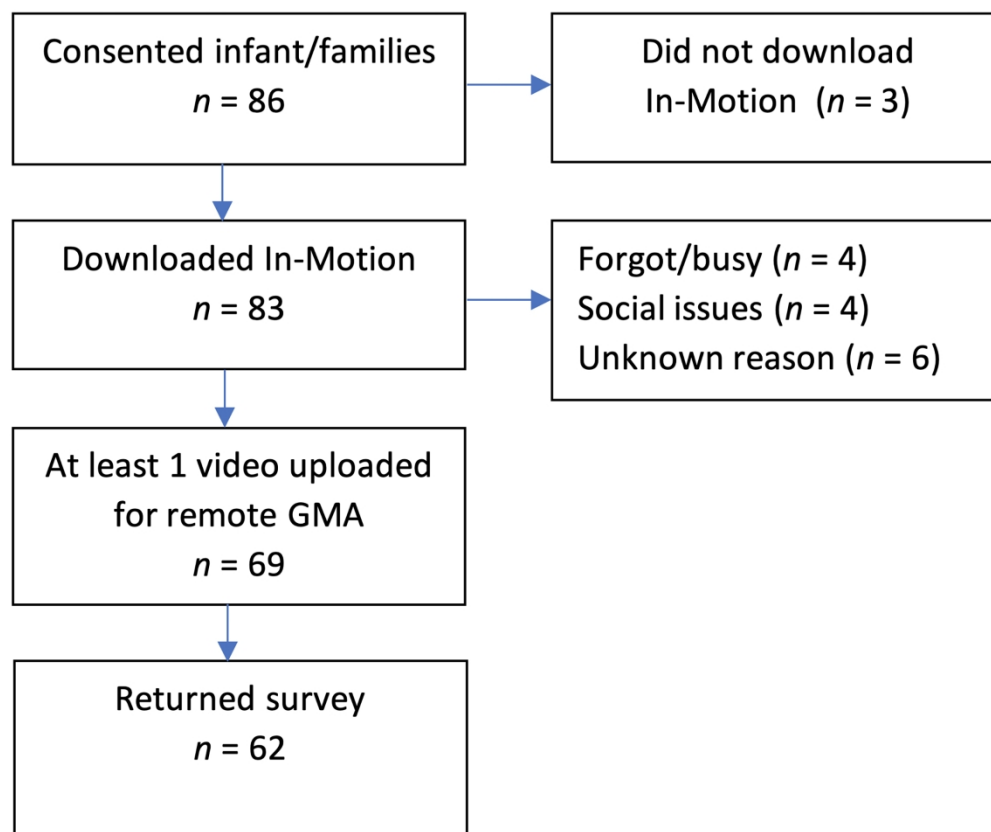 Consented infant/families
n = 86
Did not download
In-Motion (n = 3)
Downloaded In-Motion
n = 83
Forgot/busy (n = 4)
Social issues (n = 4)
Unknown reason (n = 6)
At least 1 video uploaded
for remote GMA
n = 69
Returned survey
n = 62